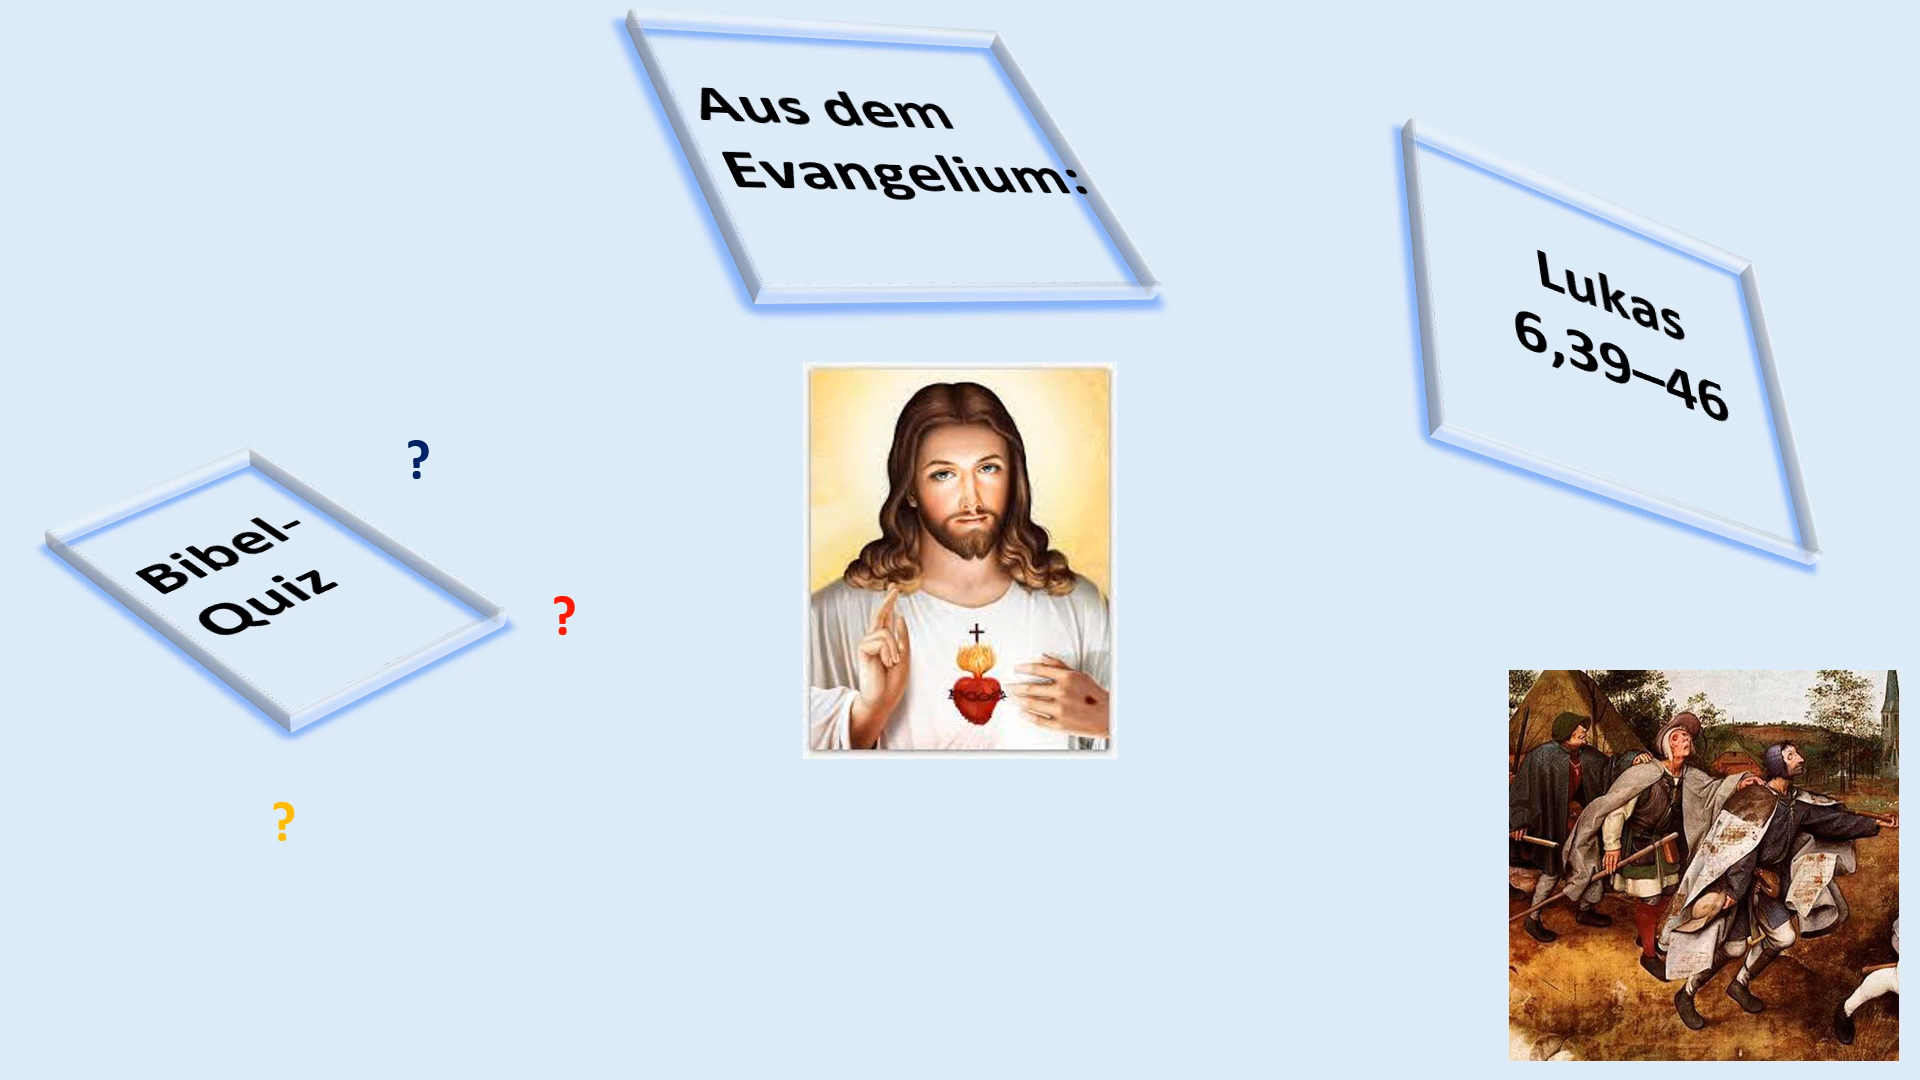 Aus dem
Evangelium:
Lukas
6,39–46
Bibel-
Quiz
?
?
?